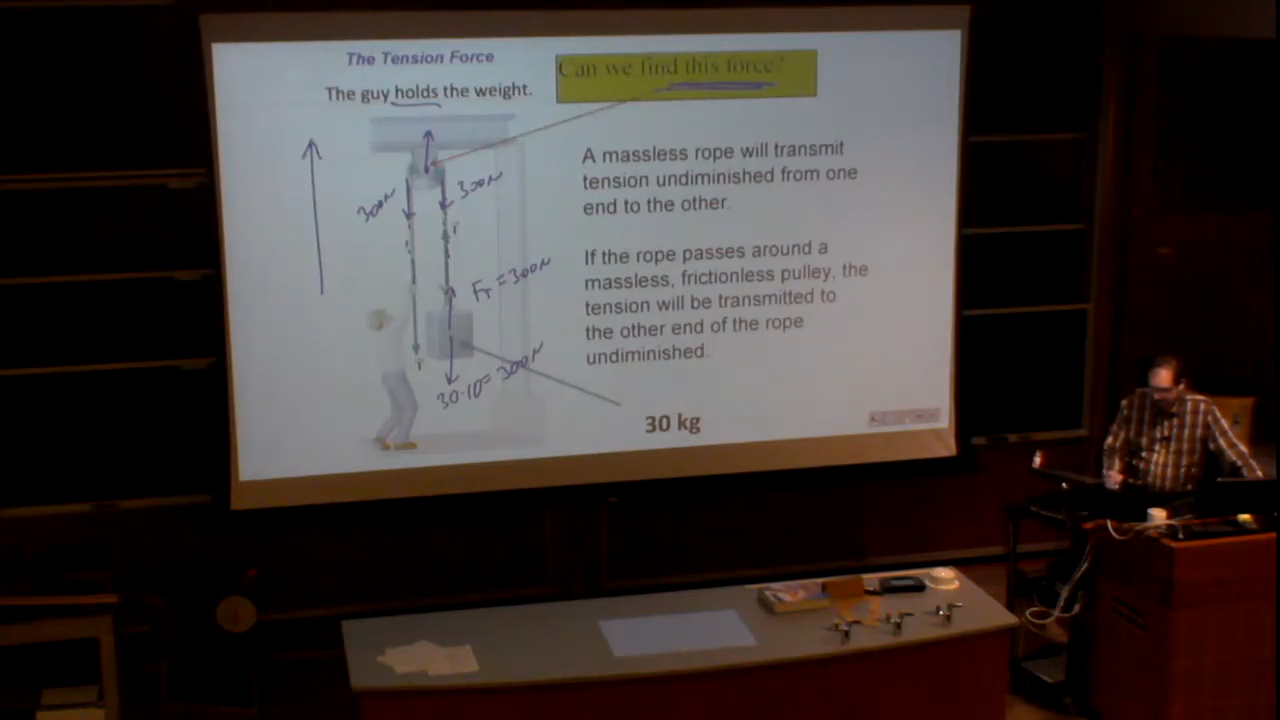 The Tension Force
Can we find this force?
The guy holds the weight.
300N
300N
A massless rope will transmit
tension undiminished from one
end to the other.
If the rope passes around a
massless, frictionless pulley, the
tension will be transmitted to
the other end of the rope
undiminished.
T
F_T = 300N
T
30·10=300N
30 kg